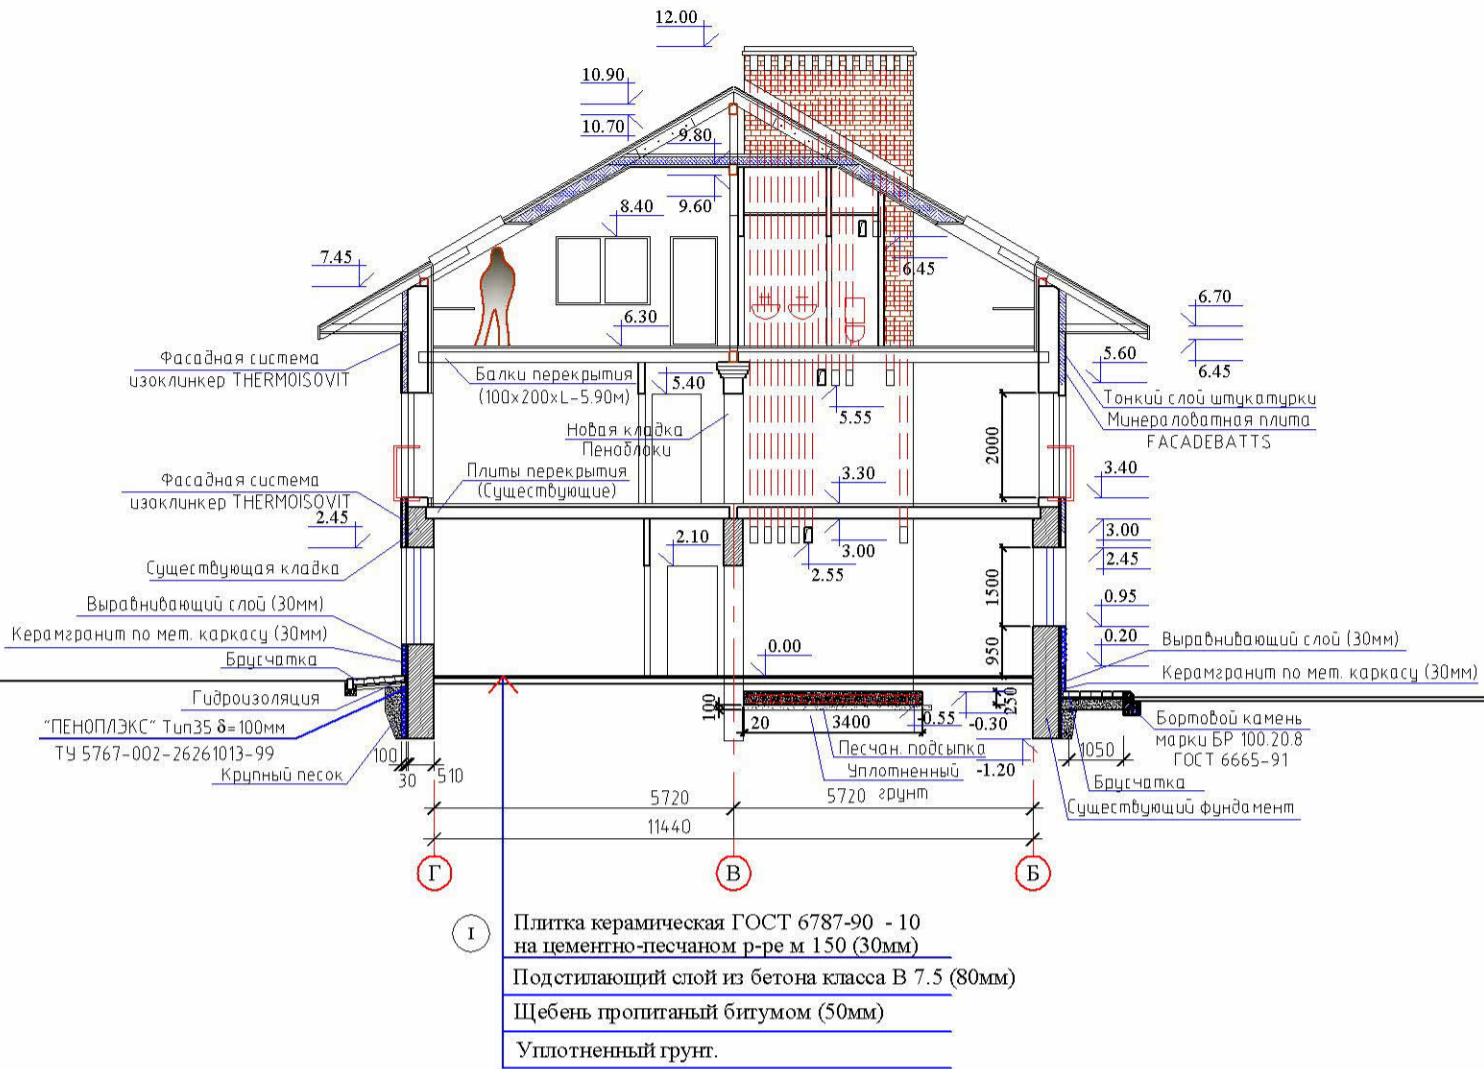 12.00
10.90
10.70
9.80
9.60
8.40
7.45
6.45
6.70
6.30
5.60
6.45
Фасадная система
изоклинкер THERMOISOVIT
Балки перекрытия
(100х200хL-5.90м)
5.40
5.55
Тонкий слой штукатурки
Минераловатная плита
FACADEBATTS
Новая кладка
Пеноблоки
2000
Плиты перекрытия
(Существующие)
3.30
3.40
Фасадная система
изоклинкер THERMOISOVIT
2.45
2.10
3.00
2.55
3.00
2.45
Существующая кладка
1500
Выравнивающий слой (30мм)
0.95
Керамгранит по мет. каркасу (30мм)
0.00
950
0.20
Выравнивающий слой (30мм)
Брусчатка
Керамгранит по мет. каркасу (30мм)
Гидроизоляция
"ПЕНОПЛЭКС" Тип35 δ=100мм
ТУ 5767-002-26261013-99
Крупный песок
100
30
510
100
20
3400
-0.55
-0.30
250
Песчан. подсыпка
Уплотненный
грунт
-1.20
1050
Бортовой камень
марки БР 100.20.8
ГОСТ 6665-91
Брусчатка
Существующий фундамент
5720
5720
11440
Г
В
Б
I
Плитка керамическая ГОСТ 6787-90 - 10
на цементно-песчаном р-ре м 150 (30мм)
Подстилающий слой из бетона класса В 7.5 (80мм)
Щебень пропитаный битумом (50мм)
Уплотненный грунт.